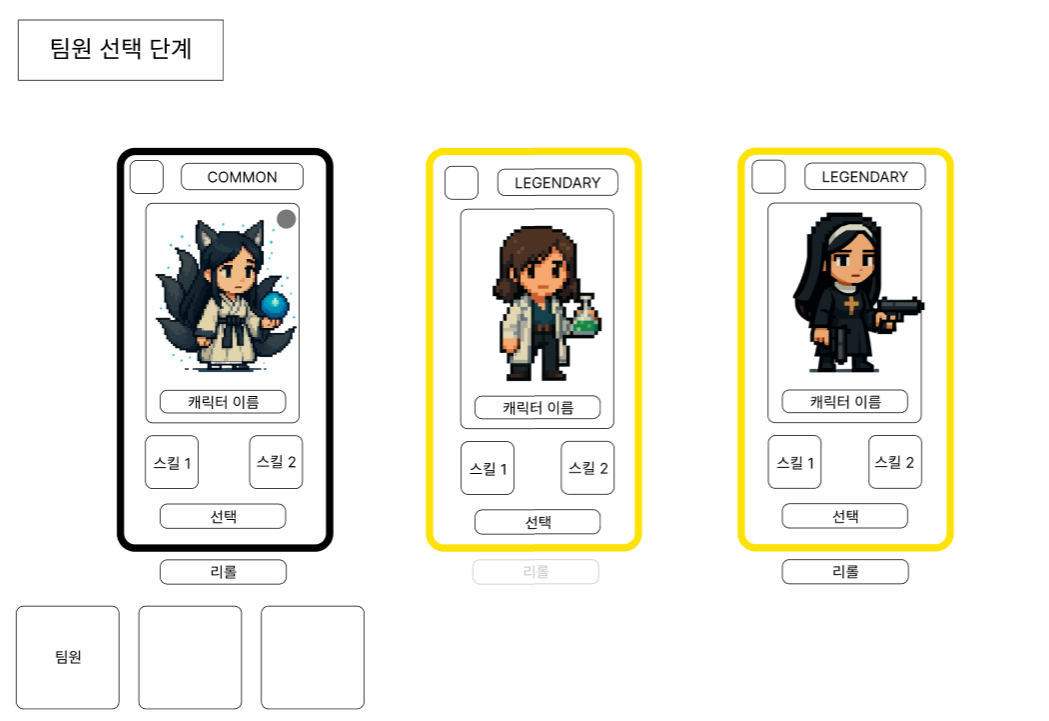 팀원 선택 단계
COMMON
LEGENDARY
LEGENDARY
캐릭터 이름
캐릭터 이름
캐릭터 이름
스킬 1
스킬 2
스킬 1
스킬 2
스킬 1
스킬 2
선택
선택
선택
리롤
리롤
리롤
팀원